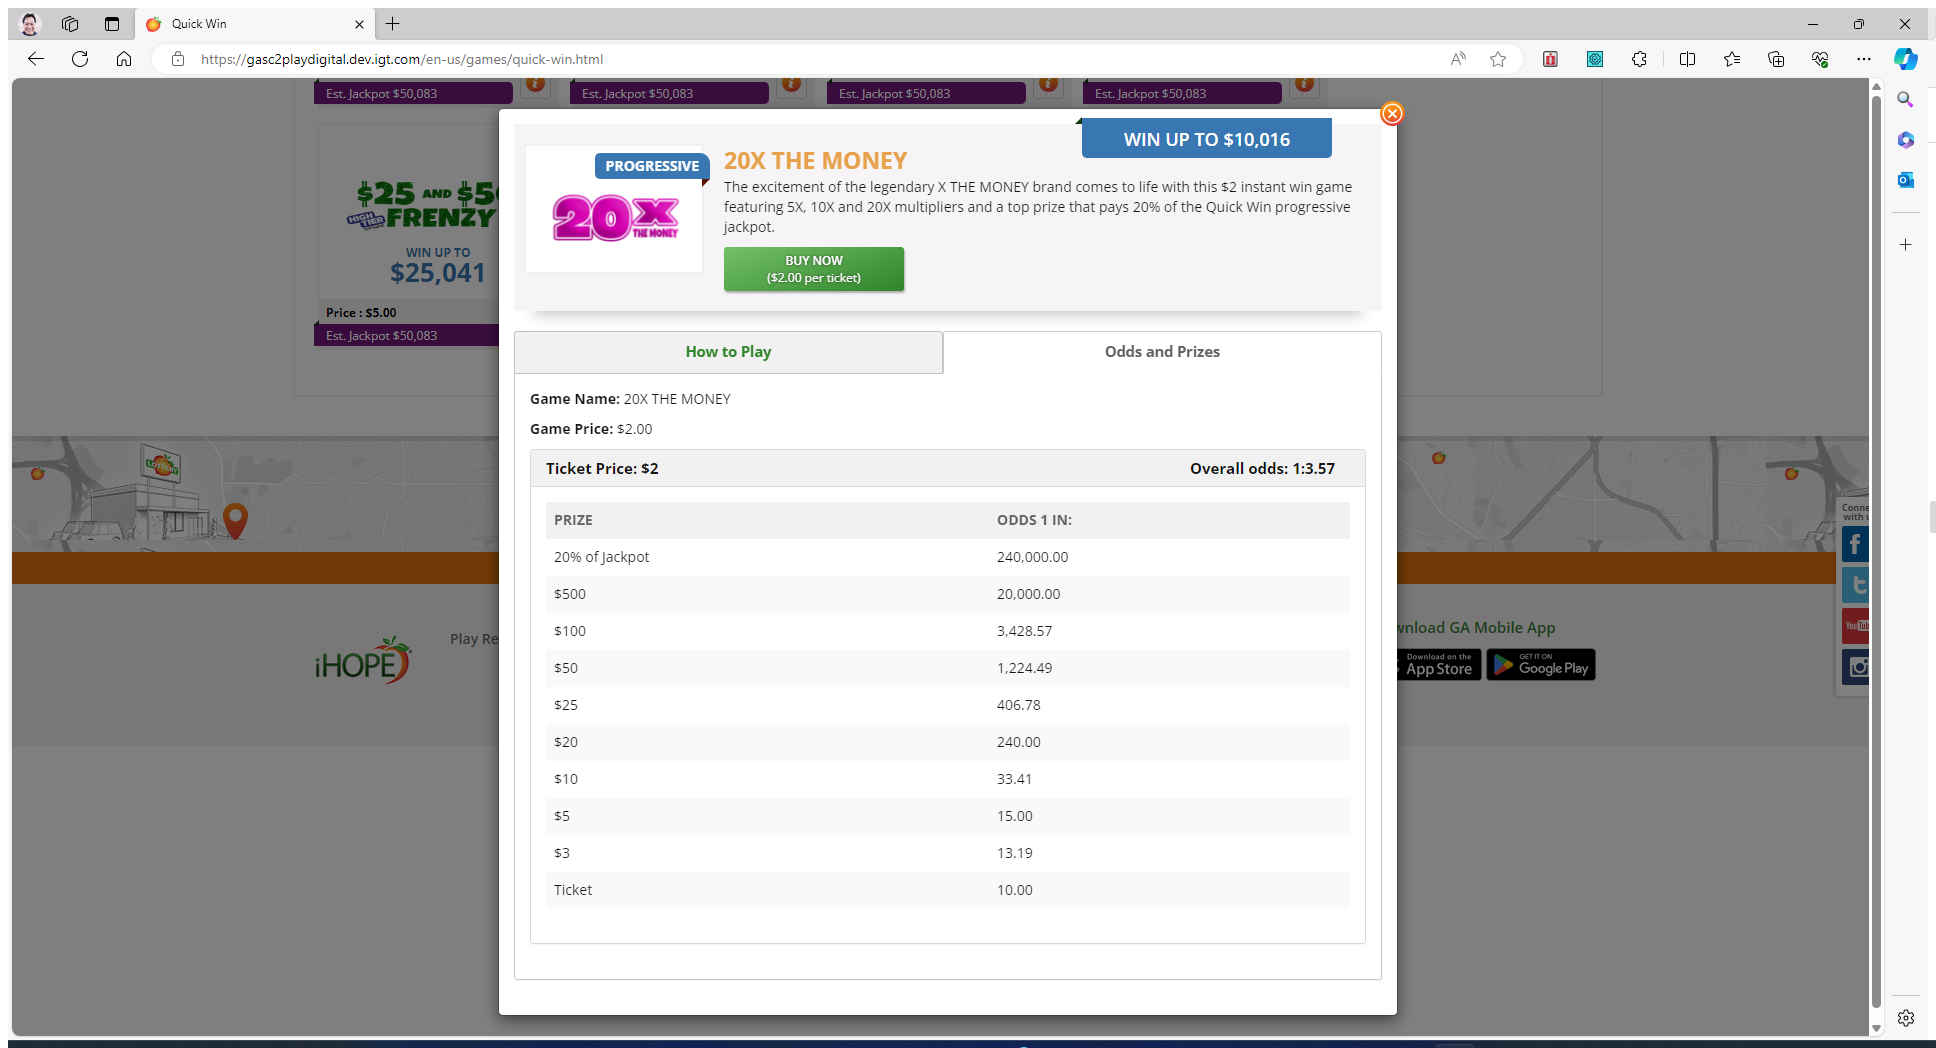 Quick Win
https://gasc2playdigital.dev.igt.com/en-us/games/quick-win.html
Est. Jackpot $50,083
Est. Jackpot $50,083
Est. Jackpot $50,083
Est. Jackpot $50,083
$25 AND $5
HIGH TIER FRENZY
WIN UP TO
$25,041
Price : $5.00
Est. Jackpot $50,083
WIN UP TO $10,016
PROGRESSIVE
20X
THE MONEY
20X THE MONEY
The excitement of the legendary X THE MONEY brand comes to life with this $2 instant win game
featuring 5X, 10X and 20X multipliers and a top prize that pays 20% of the Quick Win progressive
jackpot.
BUY NOW
($2.00 per ticket)
How to Play
Odds and Prizes
Game Name: 20X THE MONEY
Game Price: $2.00
Ticket Price: $2 Overall odds: 1:3.57
PRIZE ODDS 1 IN:
20% of Jackpot 240,000.00
$500 20,000.00
$100 3,428.57
$50 1,224.49
$25 406.78
$20 240.00
$10 33.41
$5 15.00
$3 13.19
Ticket 10.00
LOTTERY
iHOPE
Play Re
wnload GA Mobile App
Download on the
App Store
GET IT ON
Google Play
Conne
with u
You